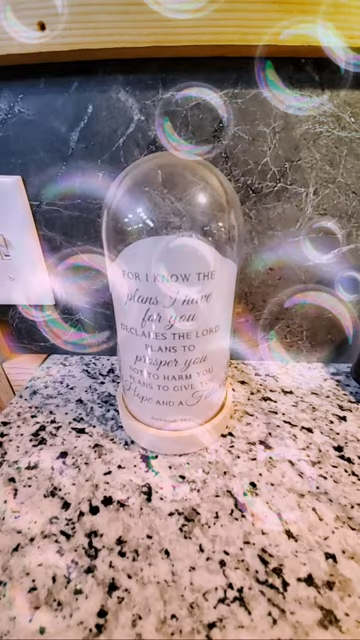 FOR I KNOW THE
plans I have
for you
DECLARES THE LORD
PLANS TO
prosper you
NOT TO HARM YOU
PLANS TO GIVE YOU
Hope AND A